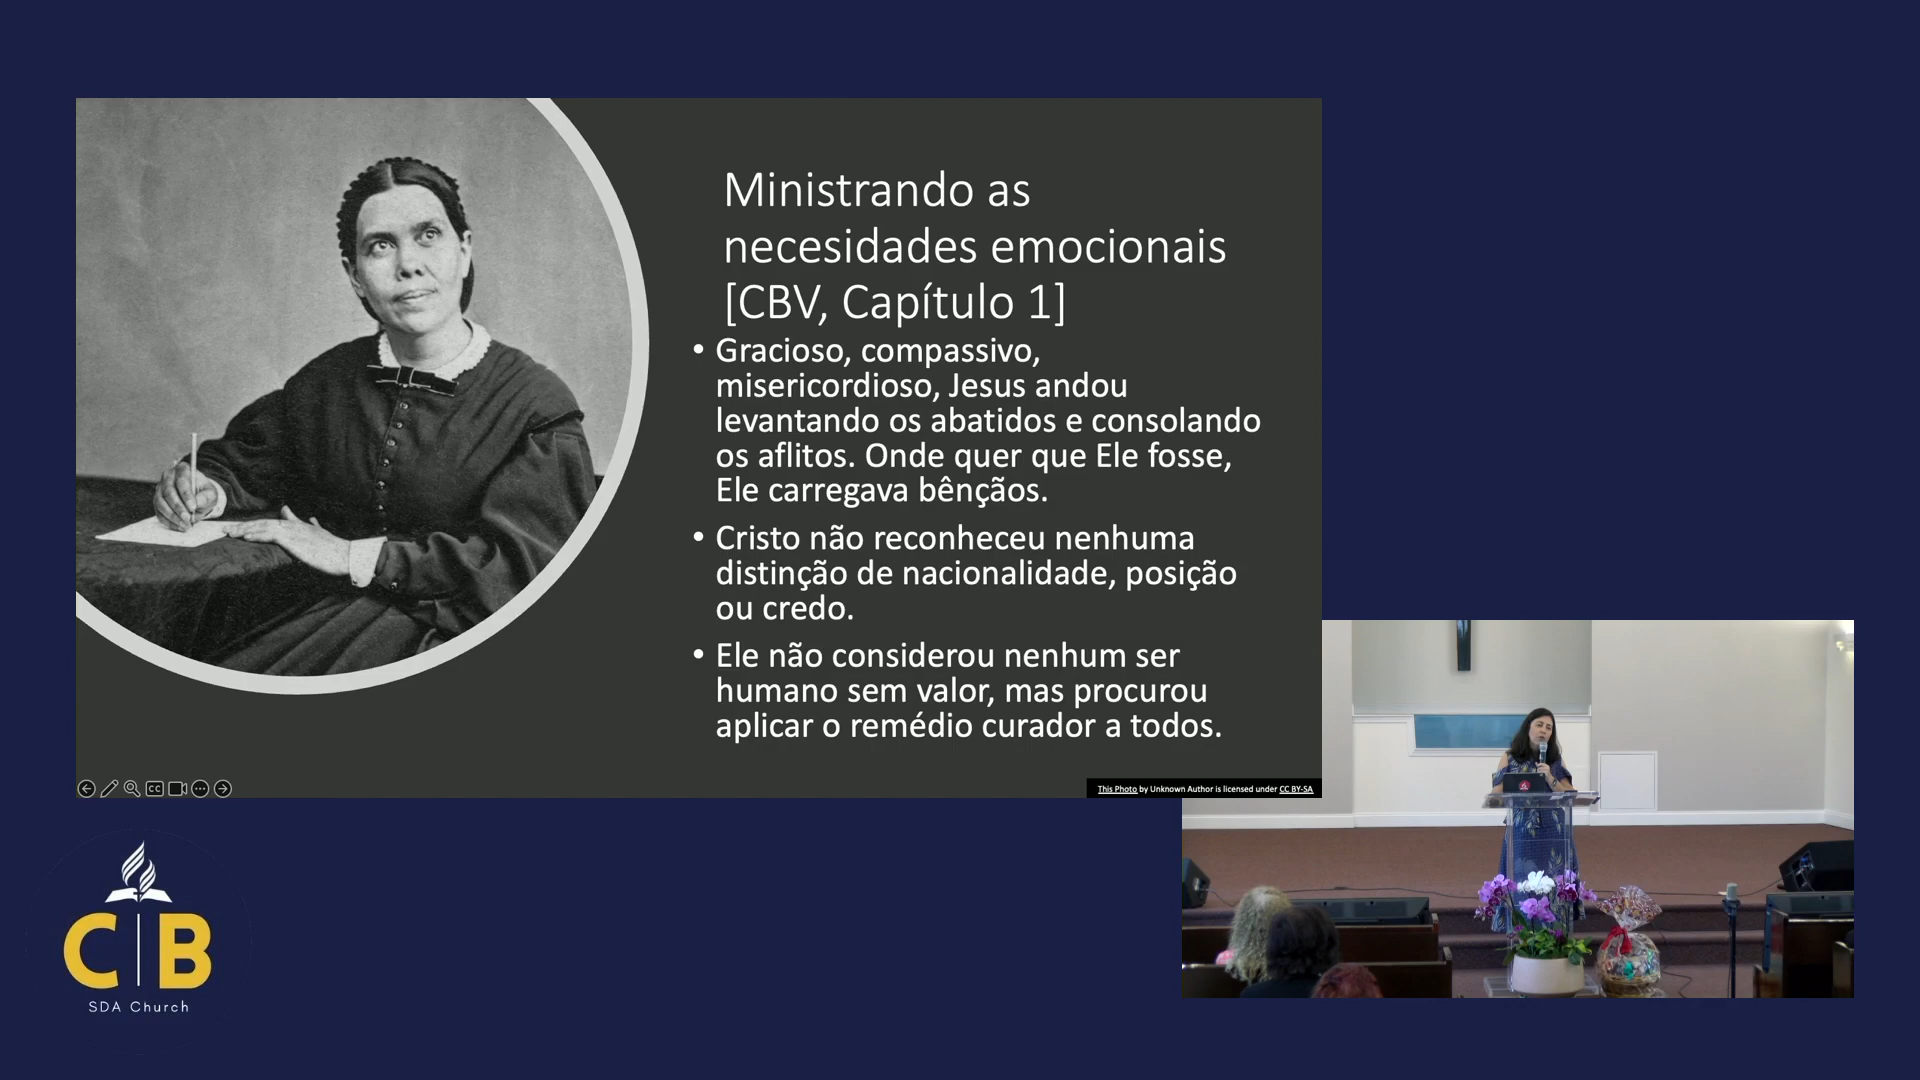 Ministrando as
necesidades emocionais
[CBV, Capítulo 1]
• Gracioso, compassivo,
misericordioso, Jesus andou
levantando os abatidos e consolando
os aflitos. Onde quer que Ele fosse,
Ele carregava bênçãos.
• Cristo não reconheceu nenhuma
distinção de nacionalidade, posição
ou credo.
• Ele não considerou nenhum ser
humano sem valor, mas procurou
aplicar o remédio curador a todos.
CC
This Photo by Unknown Author is licensed under CC BY-SA
C|B
SDA Church